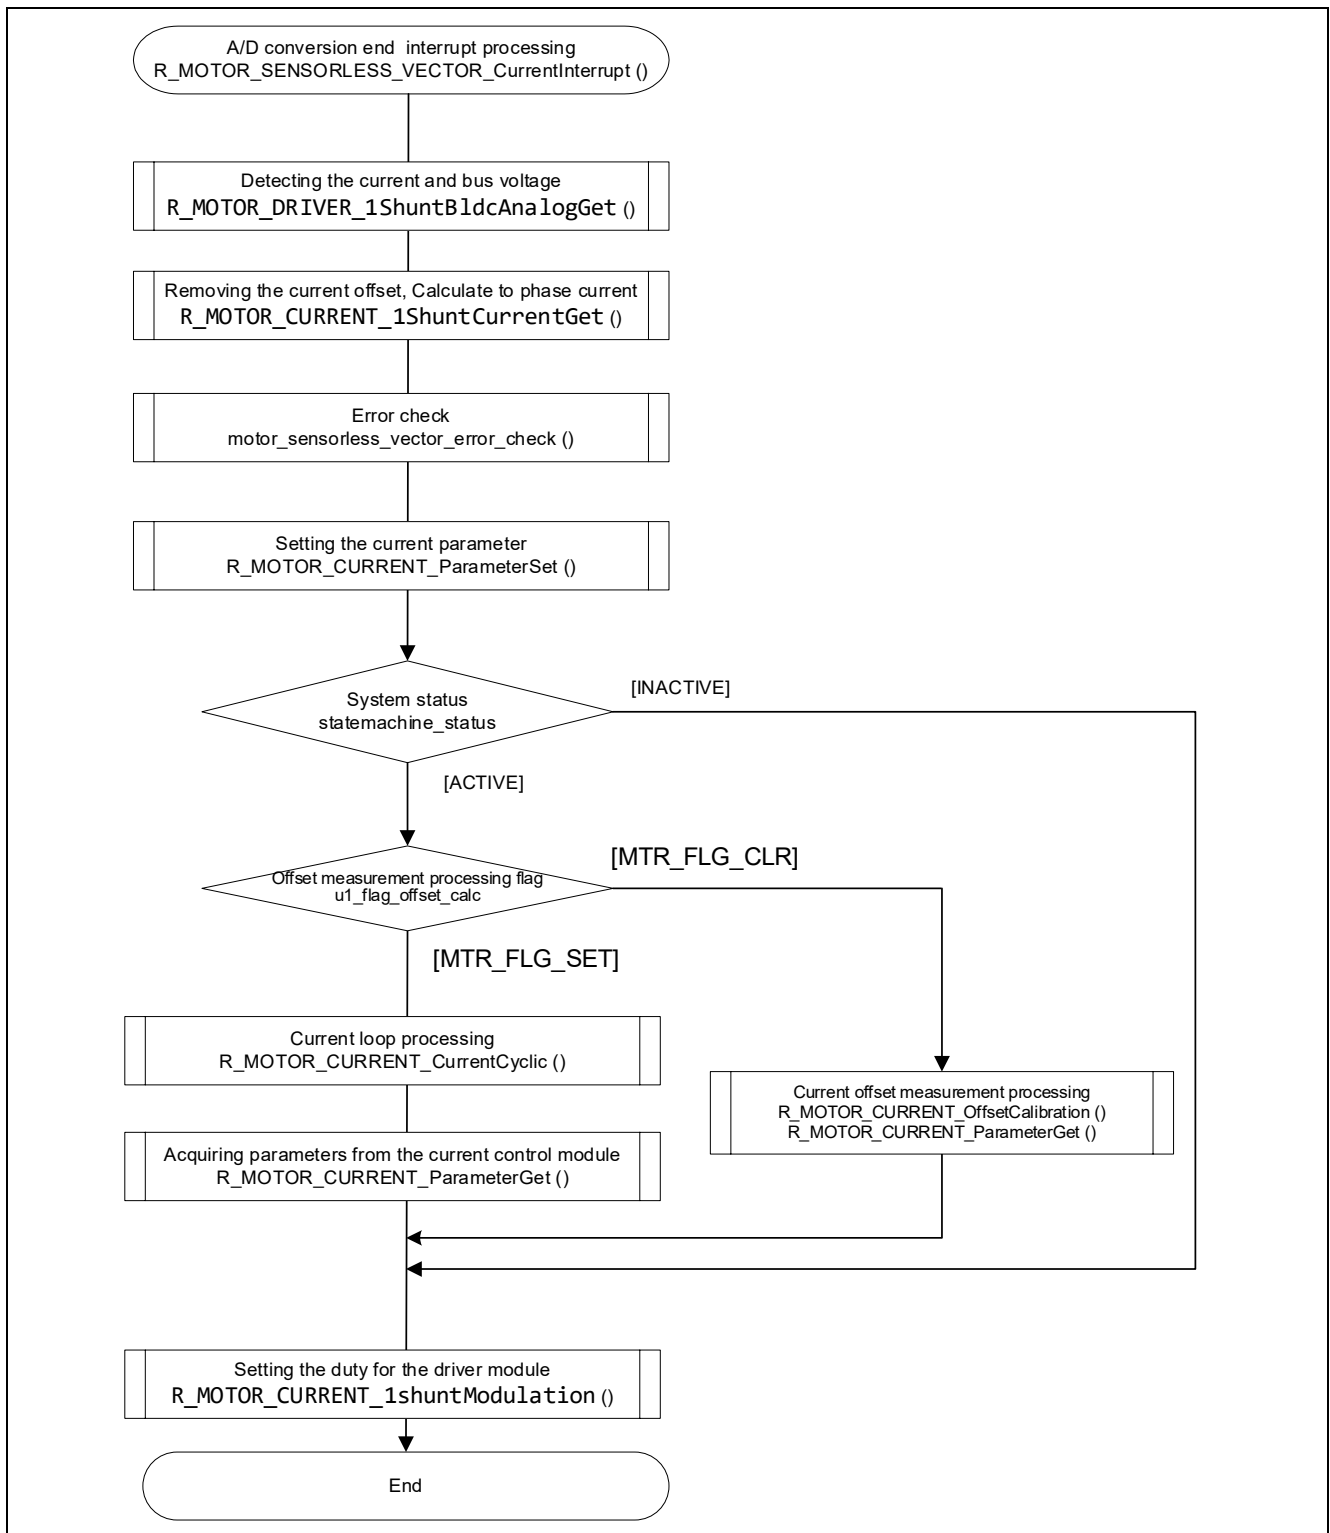 A/D conversion end  interrupt processing
R_MOTOR_SENSORLESS_VECTOR_CurrentInterrupt ()
Detecting the current and bus voltage
R_MOTOR_DRIVER_1ShuntBldcAnalogGet ()
Removing the current offset, Calculate to phase current
R_MOTOR_CURRENT_1ShuntCurrentGet ()
Error check
motor_sensorless_vector_error_check ()
Setting the current parameter
R_MOTOR_CURRENT_ParameterSet ()
System status
statemachine_status
[INACTIVE]
[ACTIVE]
Offset measurement processing flag
u1_flag_offset_calc
[MTR_FLG_CLR]
[MTR_FLG_SET]
Current loop processing
R_MOTOR_CURRENT_CurrentCyclic ()
Current offset measurement processing
R_MOTOR_CURRENT_OffsetCalibration ()
R_MOTOR_CURRENT_ParameterGet ()
Acquiring parameters from the current control module
R_MOTOR_CURRENT_ParameterGet ()
Setting the duty for the driver module
R_MOTOR_CURRENT_1shuntModulation ()
End